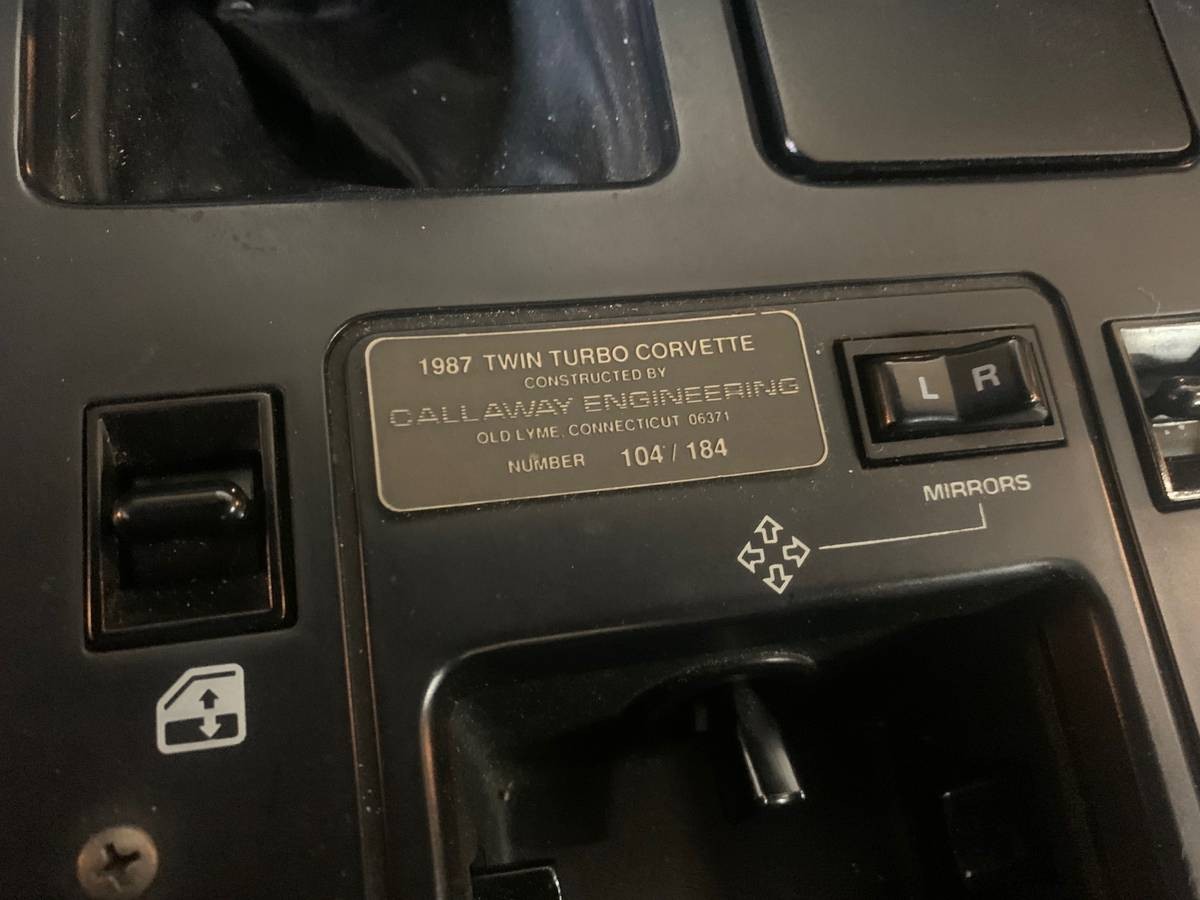 1987 TWIN TURBO CORVETTE
CONSTRUCTED BY
CALLAWAY ENGINEERING
OLD LYME, CONNECTICUT 06371
NUMBER 104 / 184
L R
MIRRORS